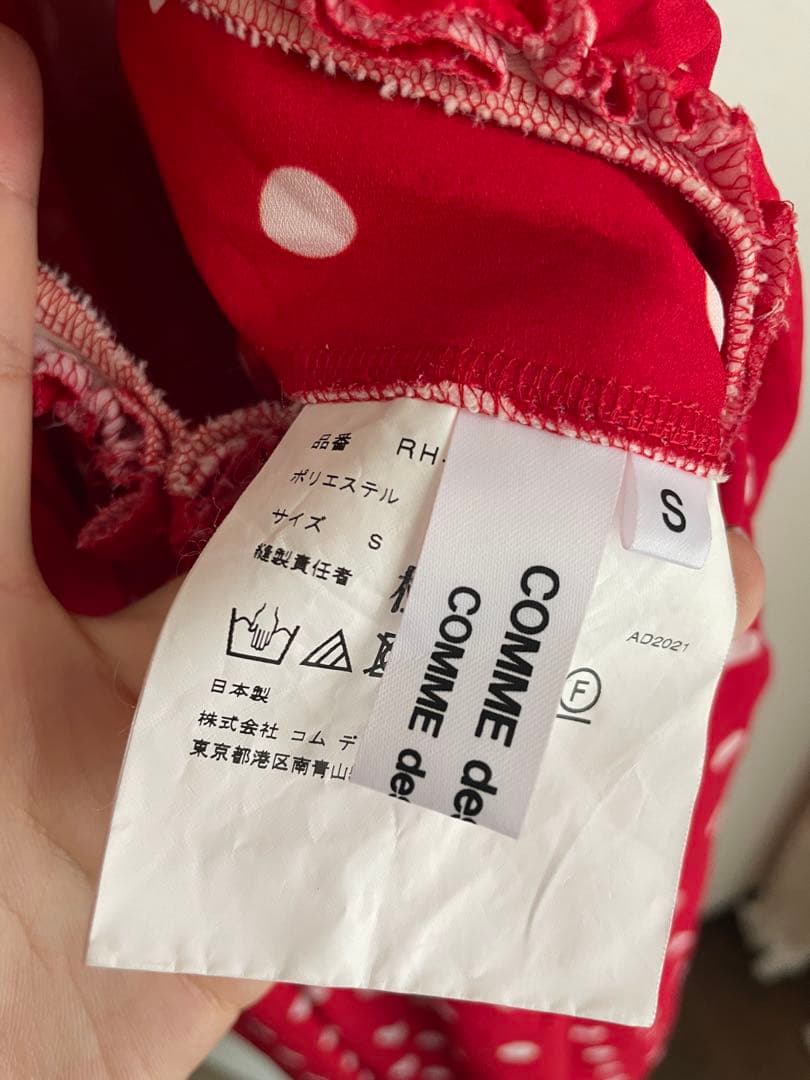 品番 RH-
ポリエステル
サイズ S
縫製責任者
日本製
株式会社 コム デ
東京都港区南青山
COMME des
COMME des
S
AD2021
F